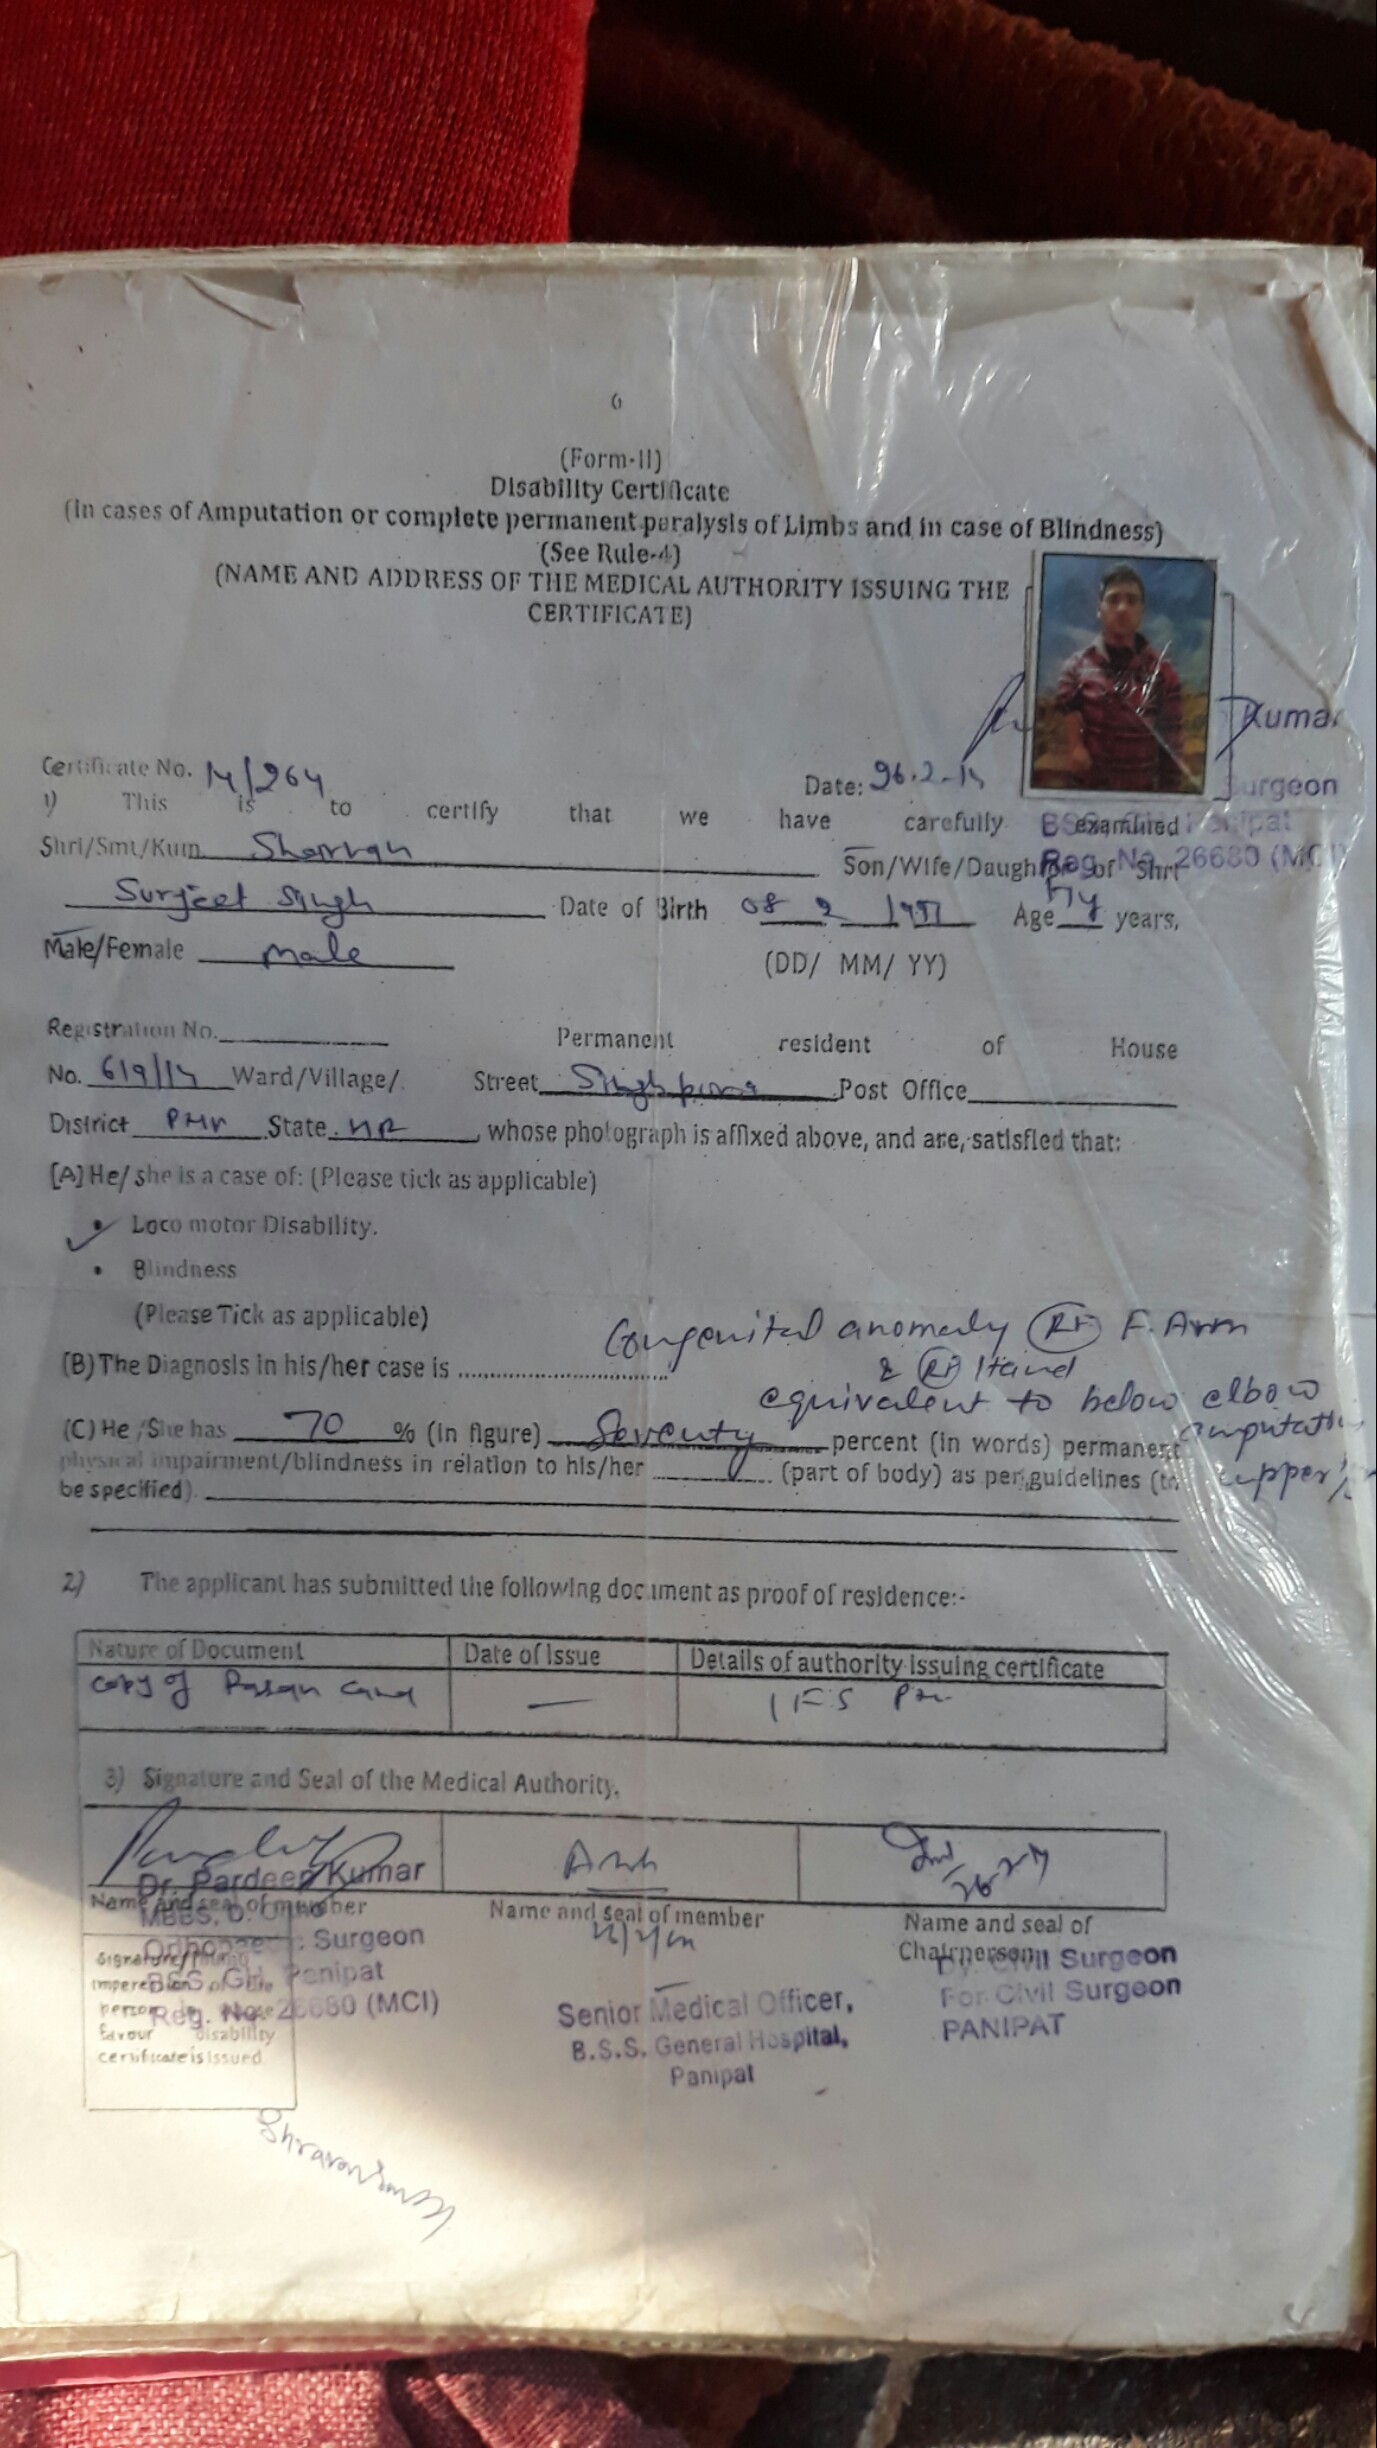 (Form-II)
Disability Certificate
(In cases of Amputation or complete permanent paralysis of Limbs and in case of Blindness)
(See Rule-4)
(NAME AND ADDRESS OF THE MEDICAL AUTHORITY ISSUING THE
CERTIFICATE)
Kumar
Surgeon
Certificate No. 14/264 Date:
1) This is to certify that we have carefully examined
Reg. No. 26680 (MCI)
Shri/Smt/Kum. Son/Wife/Daughter of Shri
Surjeet Singh Date of Birth 08 2 Age years,
Male/Female male (DD/ MM/ YY)
Registration No. Permanent resident of House
No. 619/14 Ward/Village/. Street Post Office
District State HR, whose photograph is affixed above, and are, satisfied that:
[A] He/ she is a case of: (Please tick as applicable)
• Loco motor Disability.
• Blindness
(Please Tick as applicable)
Congenital anomaly Rt F. Arm
(B) The Diagnosis in his/her case is ............................... & Rt Hand
equivalent to below elbow
amputation
(C) He /She has 70 % (in figure) Seventy percent (in words) permanent
physical impairment/blindness in relation to his/her ............ (part of body) as per guidelines (to upper
be specified).
2) The applicant has submitted the following document as proof of residence:-
Nature of Document Date of Issue Details of authority issuing certificate
copy of Rasan Card —
3) Signature and Seal of the Medical Authority.
Dr. Pardeep Kumar
Name and seal of member Name and seal of member Name and seal of
Chairperson
MBBS, D. Ortho
Orthopaedic Surgeon
B.S.S. G.H. Panipat
Reg. No. 26680 (MCI)
Signature/Thumb
impression of the
person in whose
favour disability
certificate is issued
Senior Medical Officer,
B.S.S. General Hospital,
Panipat
Dy. Civil Surgeon
For Civil Surgeon
PANIPAT